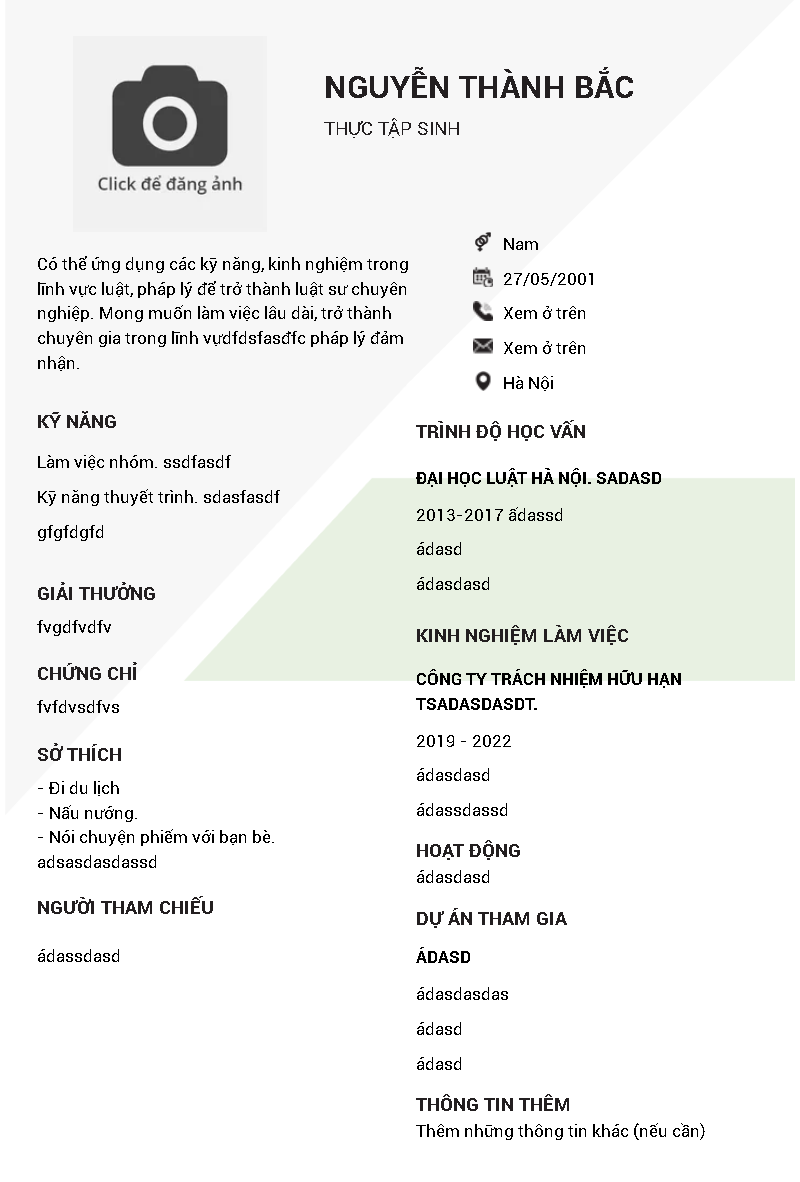 Click để đăng ảnh
NGUYỄN THÀNH BẮC
THỰC TẬP SINH
Có thể ứng dụng các kỹ năng, kinh nghiệm trong
lĩnh vực luật, pháp lý để trở thành luật sư chuyên
nghiệp. Mong muốn làm việc lâu dài, trở thành
chuyên gia trong lĩnh vựdfdsfasđfc pháp lý đảm
nhận.
KỸ NĂNG
Làm việc nhóm. ssdfasdf
Kỹ năng thuyết trình. sdasfasdf
gfgfdgfd
GIẢI THƯỞNG
fvgdfvdfv
CHỨNG CHỈ
fvfdvsdfvs
SỞ THÍCH
- Đi du lịch
- Nấu nướng.
- Nói chuyện phiếm với bạn bè.
adsasdasdassd
NGƯỜI THAM CHIẾU
ádassdasd
Nam
27/05/2001
Xem ở trên
Xem ở trên
Hà Nội
TRÌNH ĐỘ HỌC VẤN
ĐẠI HỌC LUẬT HÀ NỘI. SADASD
2013-2017 ấdassd
ádasd
ádasdasd
KINH NGHIỆM LÀM VIỆC
CÔNG TY TRÁCH NHIỆM HỮU HẠN
TSADASDASDT.
2019 - 2022
ádasdasd
ádassdassd
HOẠT ĐỘNG
ádasdasd
DỰ ÁN THAM GIA
ÁDASD
ádasdasdas
ádasd
ádasd
THÔNG TIN THÊM
Thêm những thông tin khác (nếu cần)